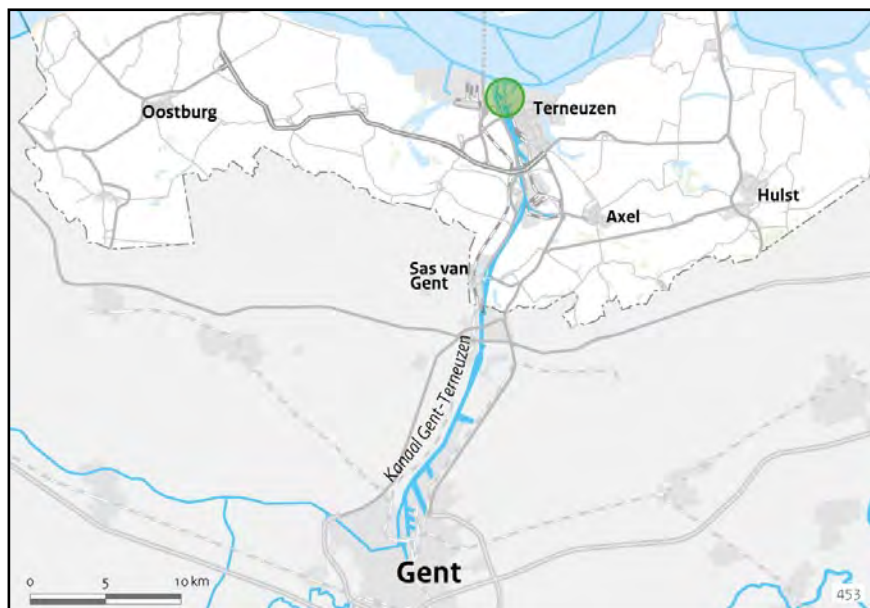 Oostburg
Terneuzen
Hulst
Axel
Sas van
Gent
Kanaal Gent-Terneuzen
Gent
0 5 10 km
453